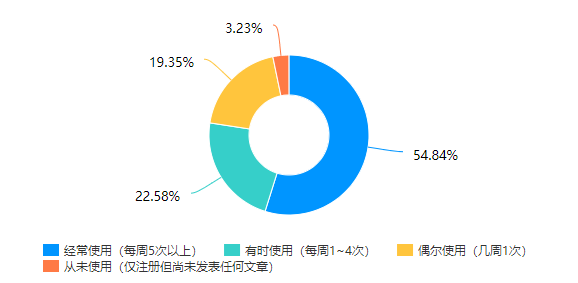 3.23%
19.35%
54.84%
22.58%
经常使用（每周5次以上） 有时使用（每周1~4次） 偶尔使用（几周1次）
从未使用（仅注册但尚未发表任何文章）